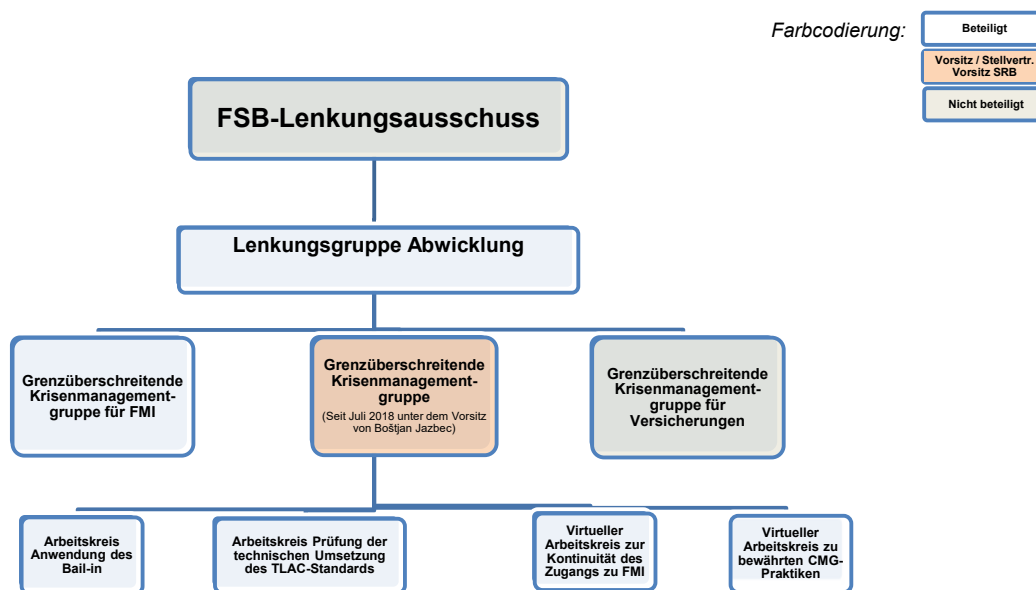 Farbcodierung:
Beteiligt
Vorsitz / Stellvertr.
Vorsitz SRB
Nicht beteiligt
FSB-Lenkungsausschuss
Lenkungsgruppe Abwicklung
Grenzüberschreitende
Krisenmanagement-
gruppe für FMI
Grenzüberschreitende
Krisenmanagement-
gruppe
(Seit Juli 2018 unter dem Vorsitz
von Boštjan Jazbec)
Grenzüberschreitende
Krisenmanagement-
gruppe für
Versicherungen
Arbeitskreis
Anwendung des
Bail-in
Arbeitskreis Prüfung der
technischen Umsetzung
des TLAC-Standards
Virtueller
Arbeitskreis zur
Kontinuität des
Zugangs zu FMI
Virtueller
Arbeitskreis zu
bewährten CMG-
Praktiken